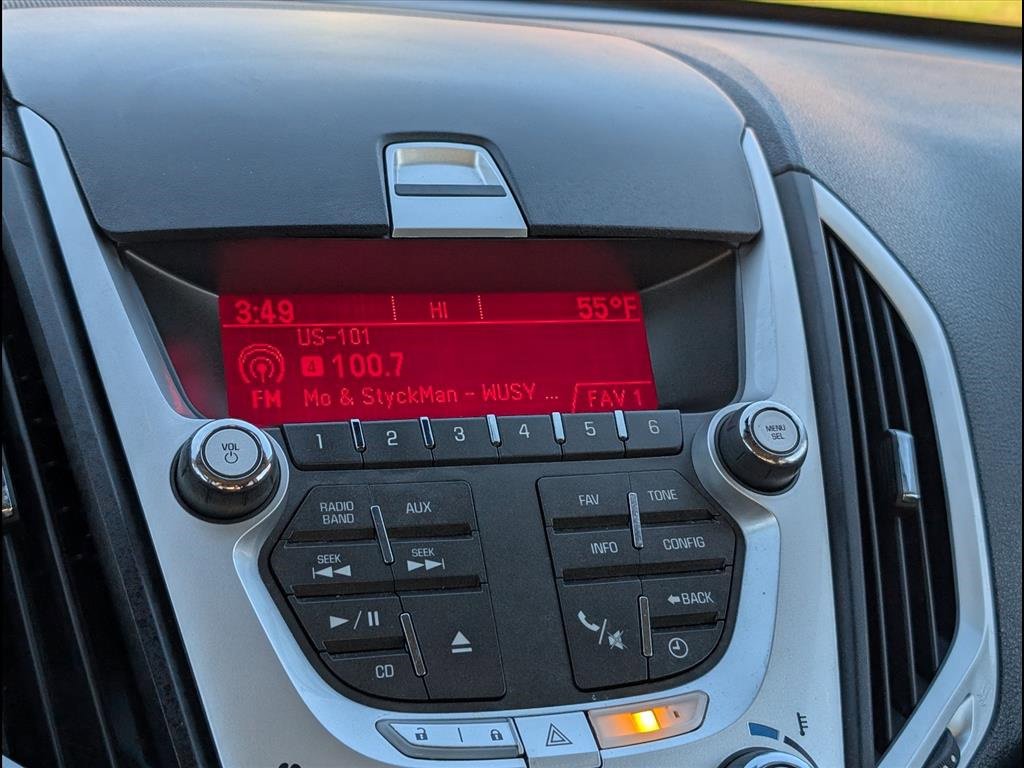 3:49 HI 55°F
US-101
4 100.7
FM Mo & StyckMan - WUSY ... FAV 1
1 2 3 4 5 6
VOL
MENU
SEL
RADIO
BAND
AUX
FAV
TONE
SEEK
SEEK
INFO
CONFIG
BACK
CD